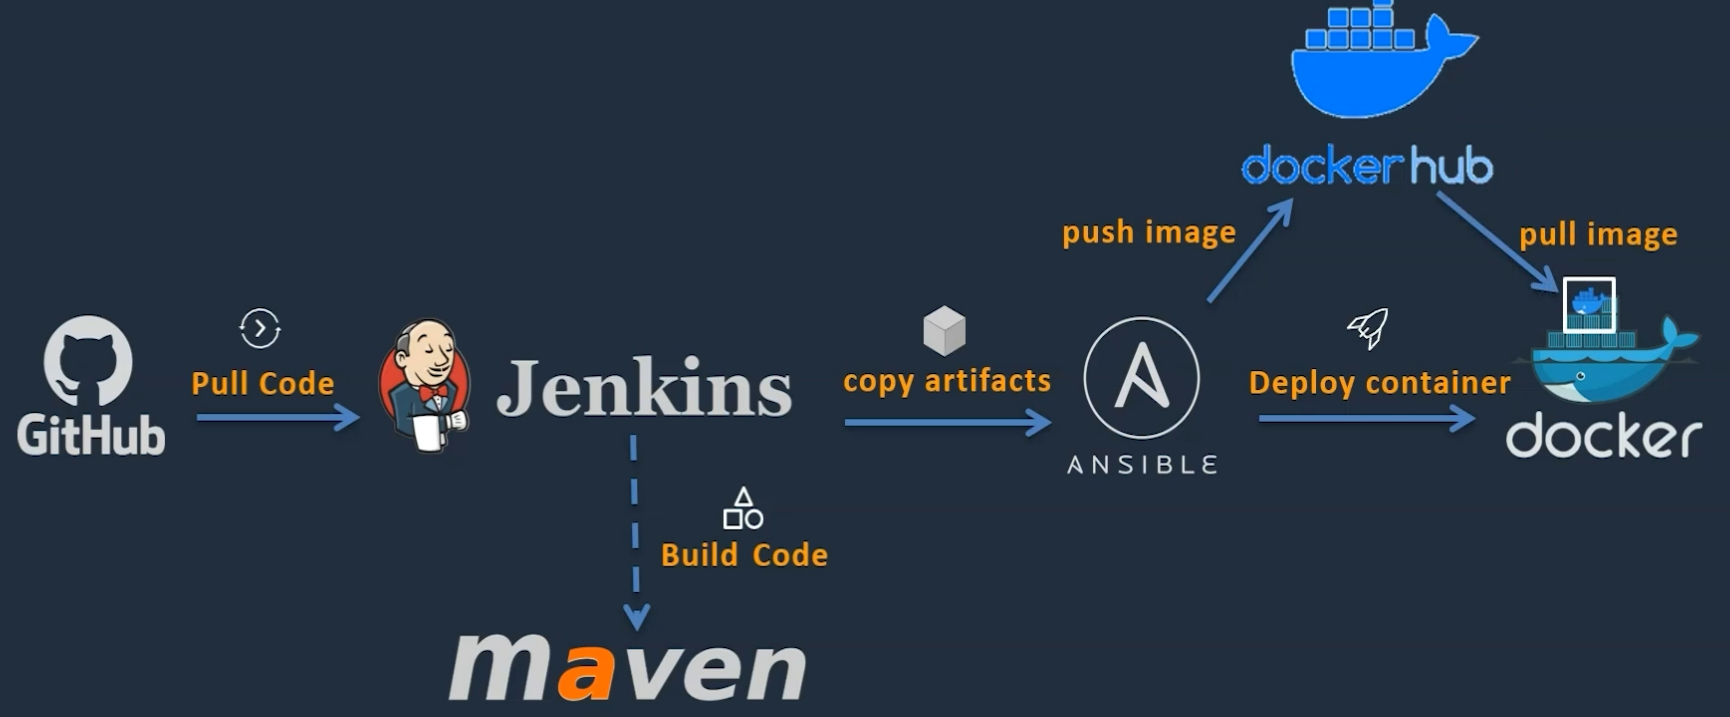 docker hub
push image
pull image
GitHub
Pull Code
Jenkins
copy artifacts
ANSIBLE
Deploy container
docker
Build Code
maven